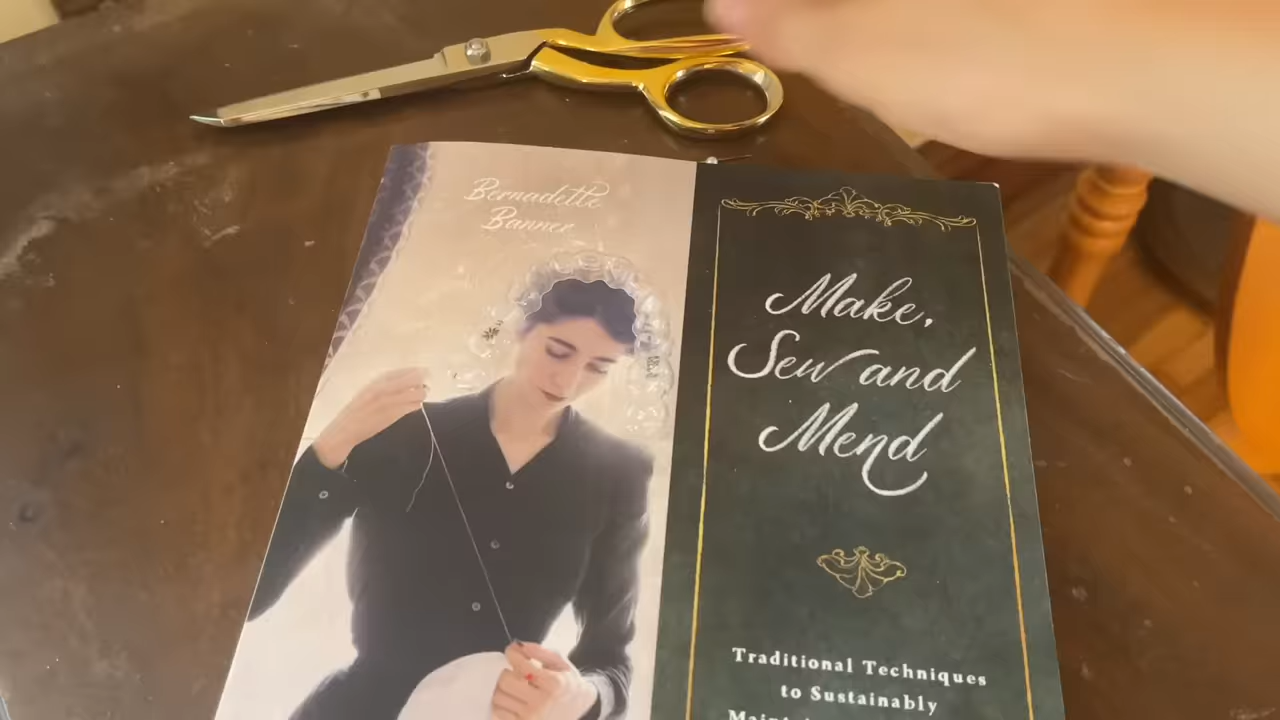 Bernadette
Banner
Make,
Sew and
Mend
Traditional Techniques
to Sustainably